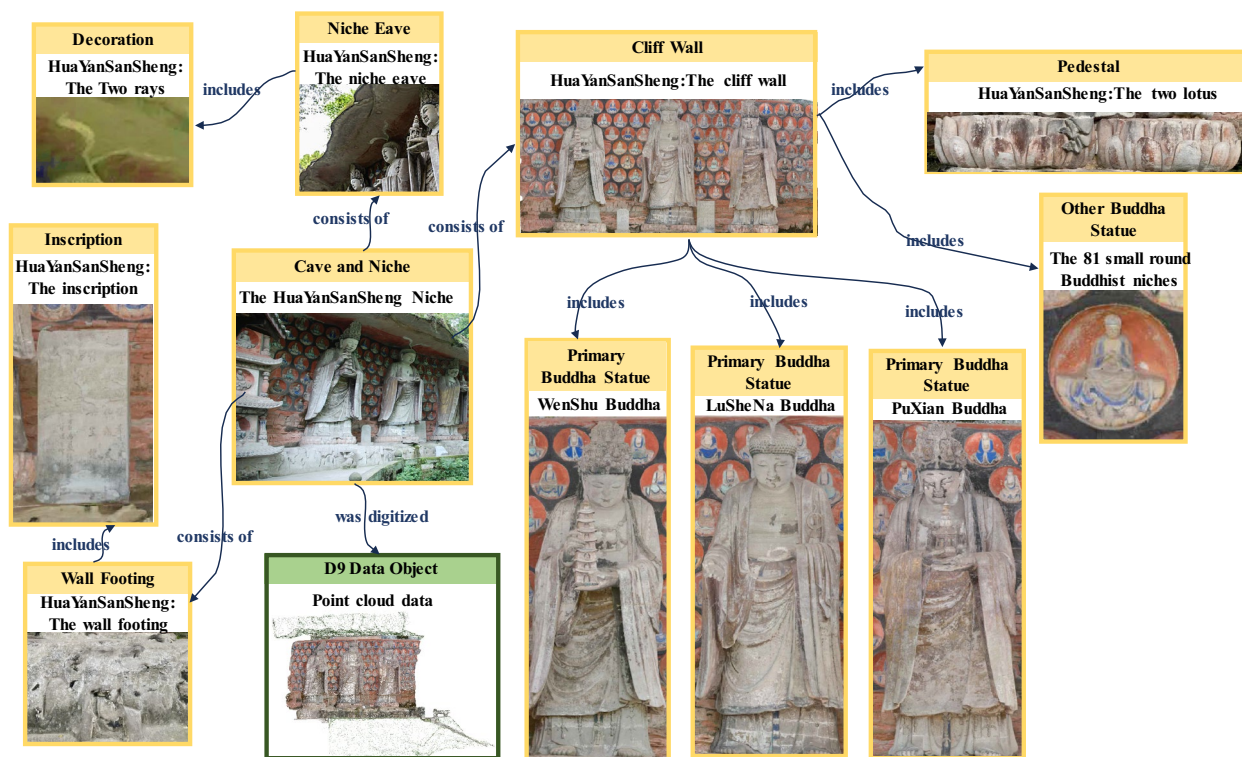 Decoration
HuaYanSanSheng:
The Two rays
includes
Niche Eave
HuaYanSanSheng:
The niche eave
Cliff Wall
HuaYanSanSheng:The cliff wall
includes
Pedestal
HuaYanSanSheng:The two lotus
consists of
consists of
includes
Other Buddha
Statue
The 81 small round
Buddhist niches
Inscription
HuaYanSanSheng:
The inscription
Cave and Niche
The HuaYanSanSheng Niche
includes
includes
includes
Primary
Buddha Statue
WenShu Buddha
Primary Buddha
Statue
LuSheNa Buddha
Primary Buddha
Statue
PuXian Buddha
includes
consists of
was digitized
Wall Footing
HuaYanSanSheng:
The wall footing
D9 Data Object
Point cloud data